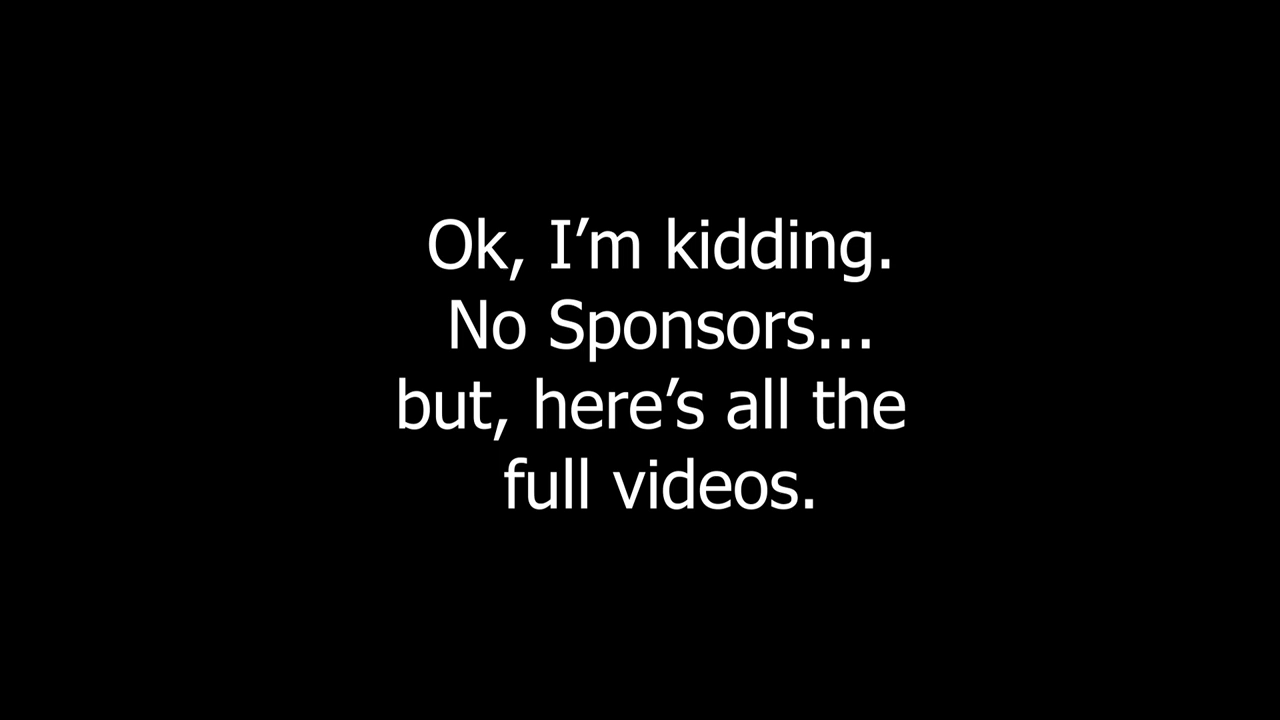 Ok, I’m kidding.
No Sponsors...
but, here’s all the
full videos.